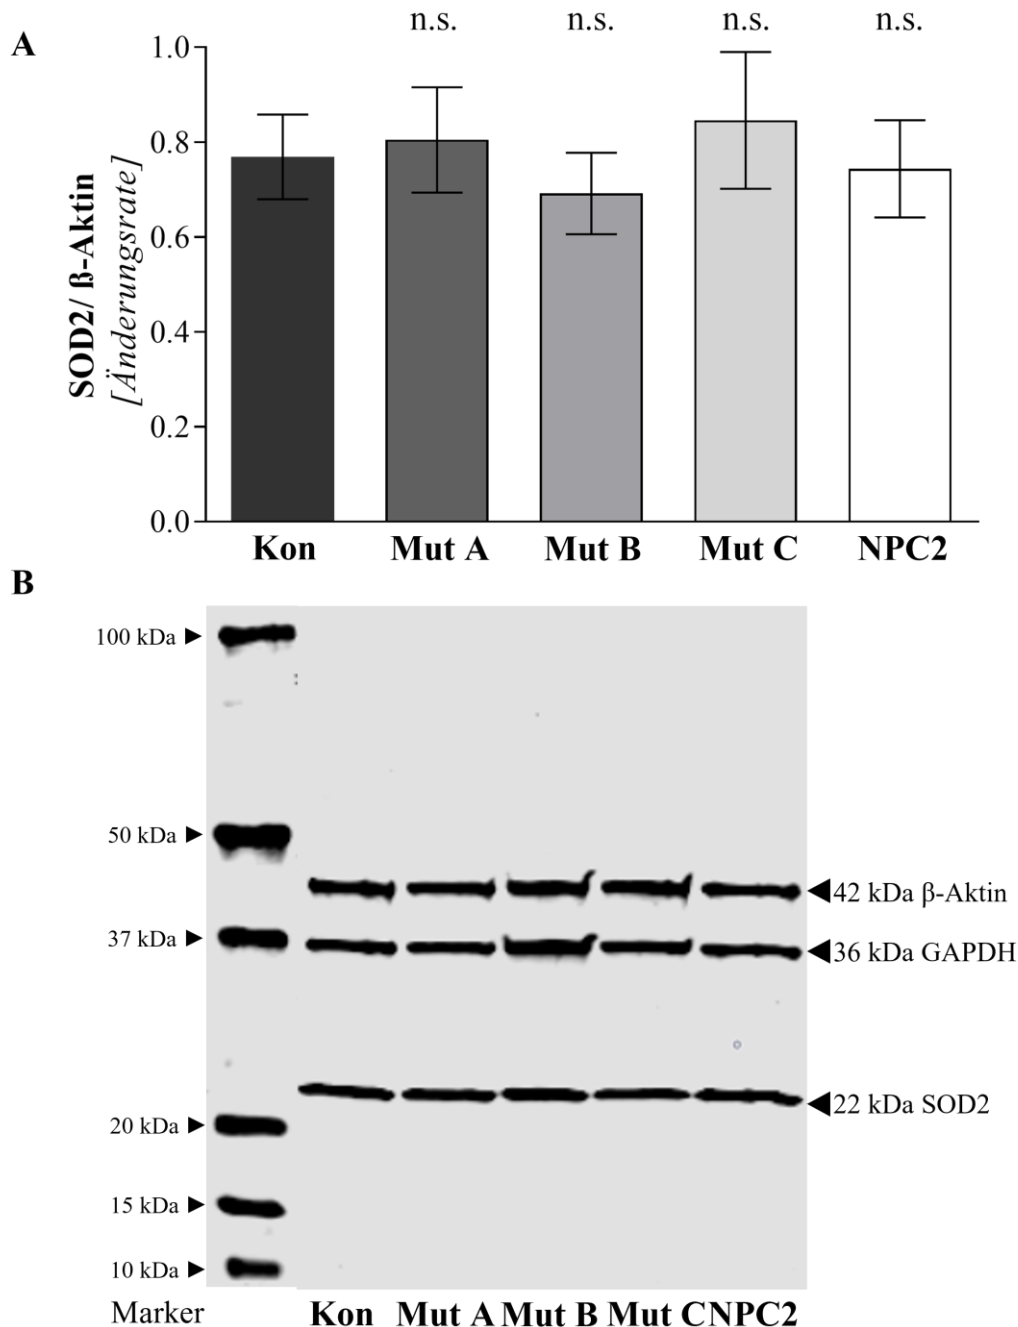 A
n.s. n.s. n.s. n.s.
SOD2/ ß-Aktin
[Änderungsrate]
1.0
0.8
0.6
0.4
0.2
0.0
Kon Mut A Mut B Mut C NPC2
B
100 kDa
50 kDa
37 kDa
20 kDa
15 kDa
10 kDa
42 kDa β-Aktin
36 kDa GAPDH
22 kDa SOD2
Marker Kon Mut A Mut B Mut C NPC2